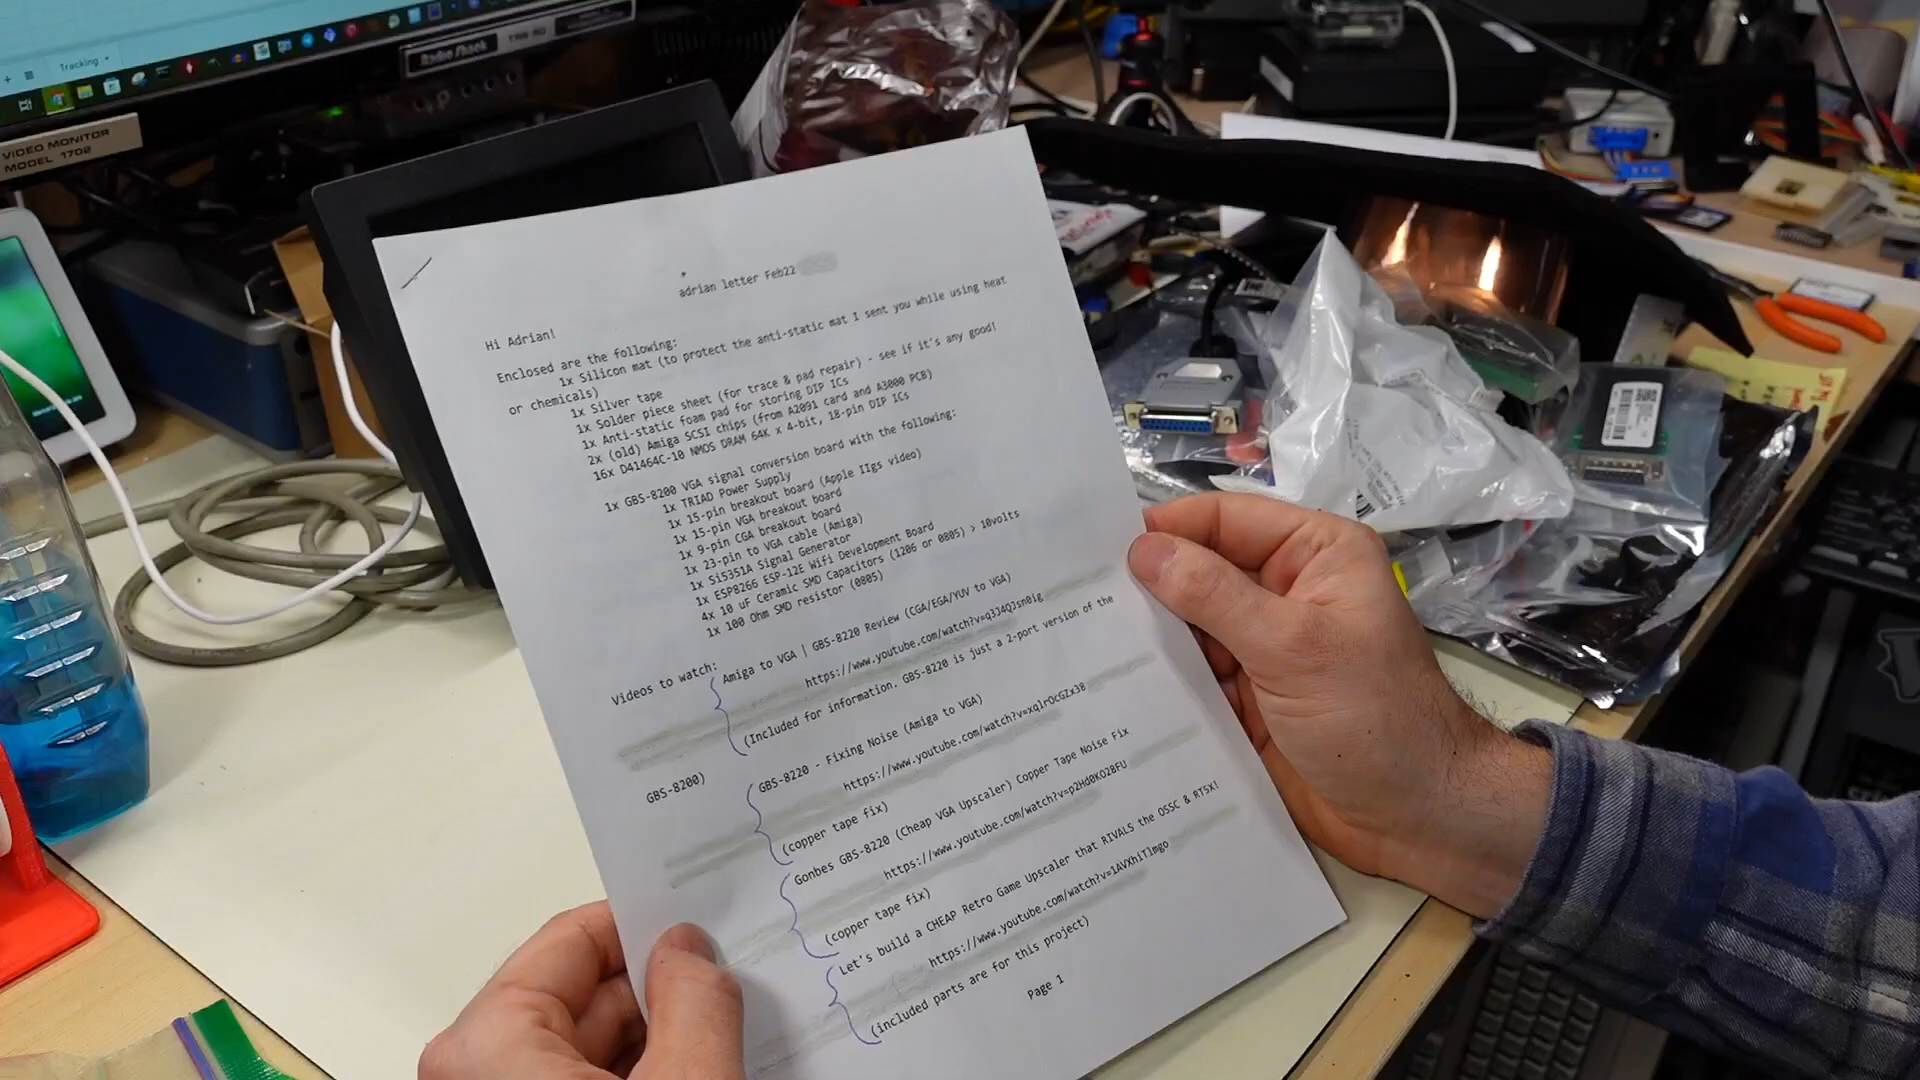 Tracking
Radio Shack
TRS-80
VIDEO MONITOR
MODEL 1702
adrian letter Feb22
Hi Adrian!
Enclosed are the following:
1x Silicon mat (to protect the anti-static mat I sent you while using heat
or chemicals)
1x Silver tape
1x Solder piece sheet (for trace & pad repair) - see if it's any good!
1x Anti-static foam pad for storing DIP ICs
2x (old) Amiga SCSI chips (from A2091 card and A3000 PCB)
16x D41464C-10 NMOS DRAM 64K x 4-bit, 18-pin DIP ICs
1x GBS-8200 VGA signal conversion board with the following:
1x TRIAD Power Supply
1x 15-pin breakout board (Apple IIgs video)
1x 15-pin VGA breakout board
1x 9-pin CGA breakout board
1x 23-pin to VGA cable (Amiga)
1x Si5351A Signal Generator
1x ESP8266 ESP-12E Wifi Development Board
4x 10 uF Ceramic SMD Capacitors (1206 or 0805) > 10volts
1x 100 Ohm SMD resistor (0805)
Videos to watch:
Amiga to VGA | GBS-8220 Review (CGA/EGA/YUV to VGA)
https://www.youtube.com/watch?v=q3J4QJsn0ig
(Included for information. GBS-8220 is just a 2-port version of the
GBS-8200)
GBS-8220 - Fixing Noise (Amiga to VGA)
https://www.youtube.com/watch?v=xqlrOcGZx38
(copper tape fix)
Gonbes GBS-8220 (Cheap VGA Upscaler) Copper Tape Noise Fix
https://www.youtube.com/watch?v=p2Hd0KO28FU
(copper tape fix)
Let's build a CHEAP Retro Game Upscaler that RIVALS the OSSC & RT5X!
https://www.youtube.com/watch?v=1AVXhiTlmgo
(included parts are for this project)
Page 1